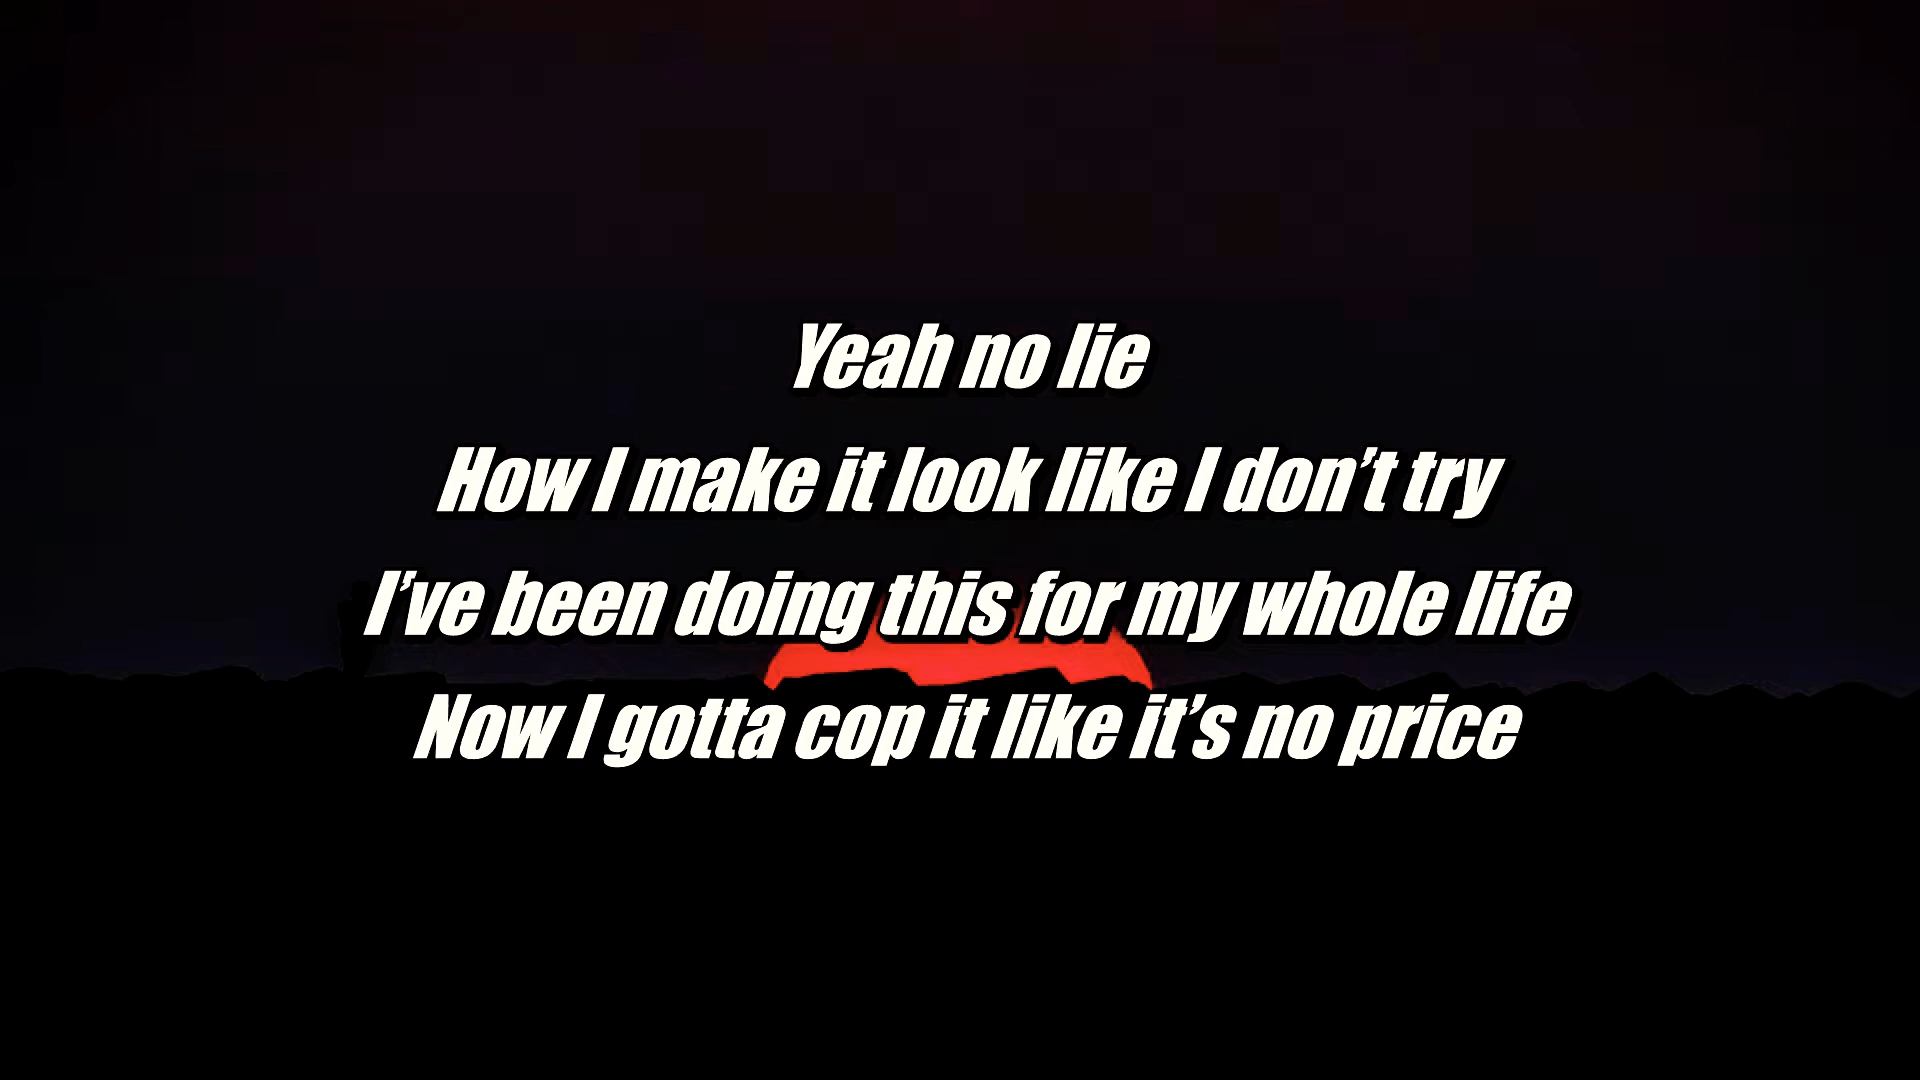 Yeah no lie
How I make it look like I don’t try
I’ve been doing this for my whole life
Now I gotta cop it like it’s no price